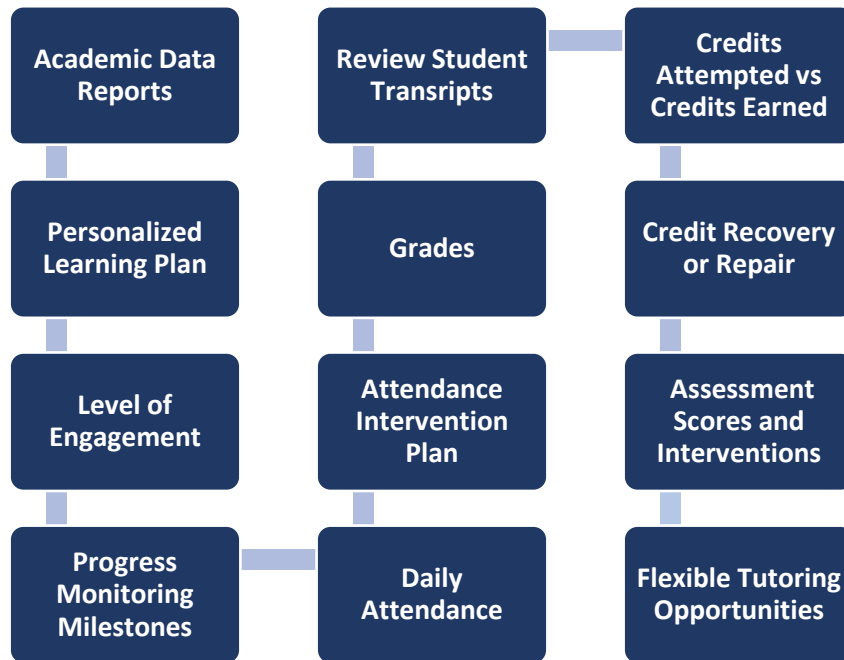 Academic Data
Reports
Personalized
Learning Plan
Level of
Engagement
Progress
Monitoring
Milestones
Daily
Attendance
Attendance
Intervention
Plan
Grades
Review Student
Transripts
Credits
Attempted vs
Credits Earned
Credit Recovery
or Repair
Assessment
Scores and
Interventions
Flexible Tutoring
Opportunities